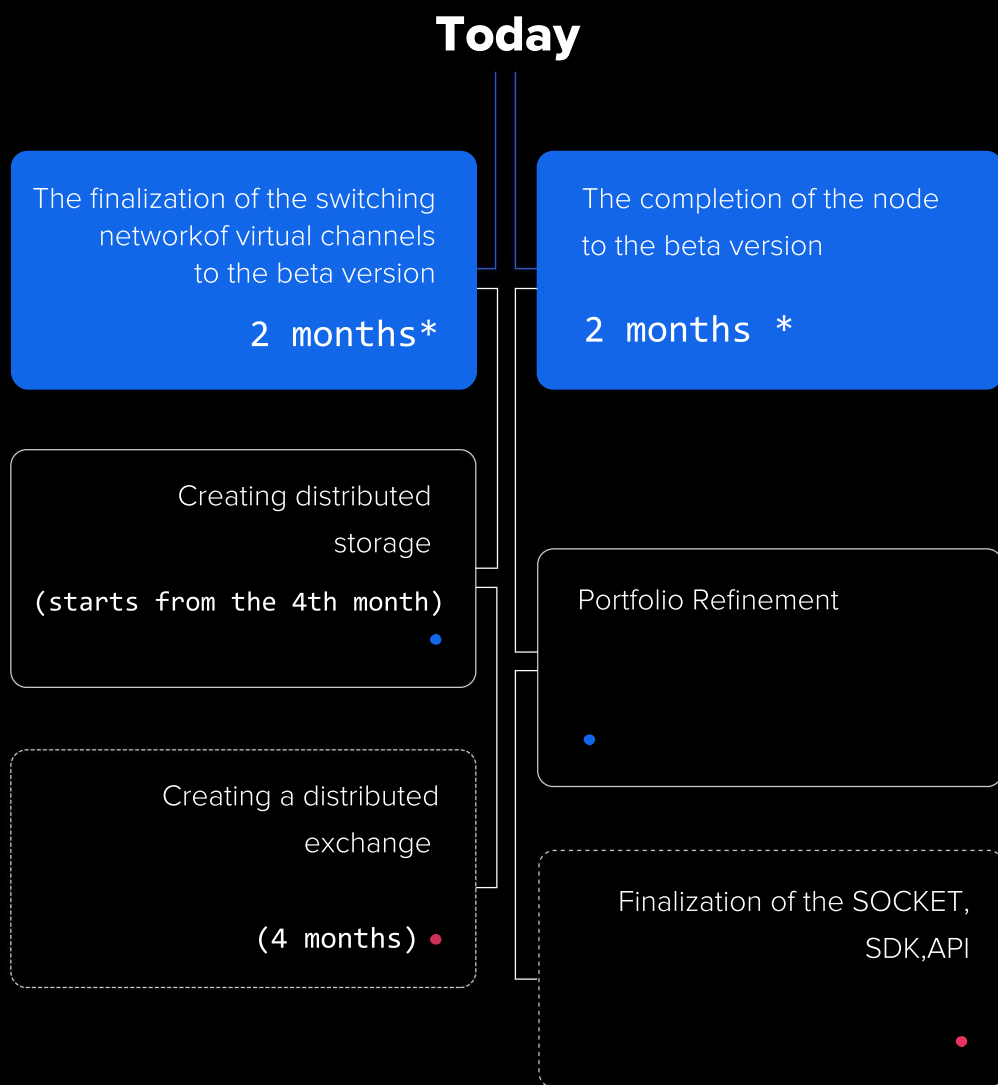 Today
The finalization of the switching
networkof virtual channels
to the beta version
2 months*
The completion of the node
to the beta version
2 months *
Creating distributed
storage
(starts from the 4th month)
Portfolio Refinement
Creating a distributed
exchange
(4 months)
Finalization of the SOCKET,
SDK,API